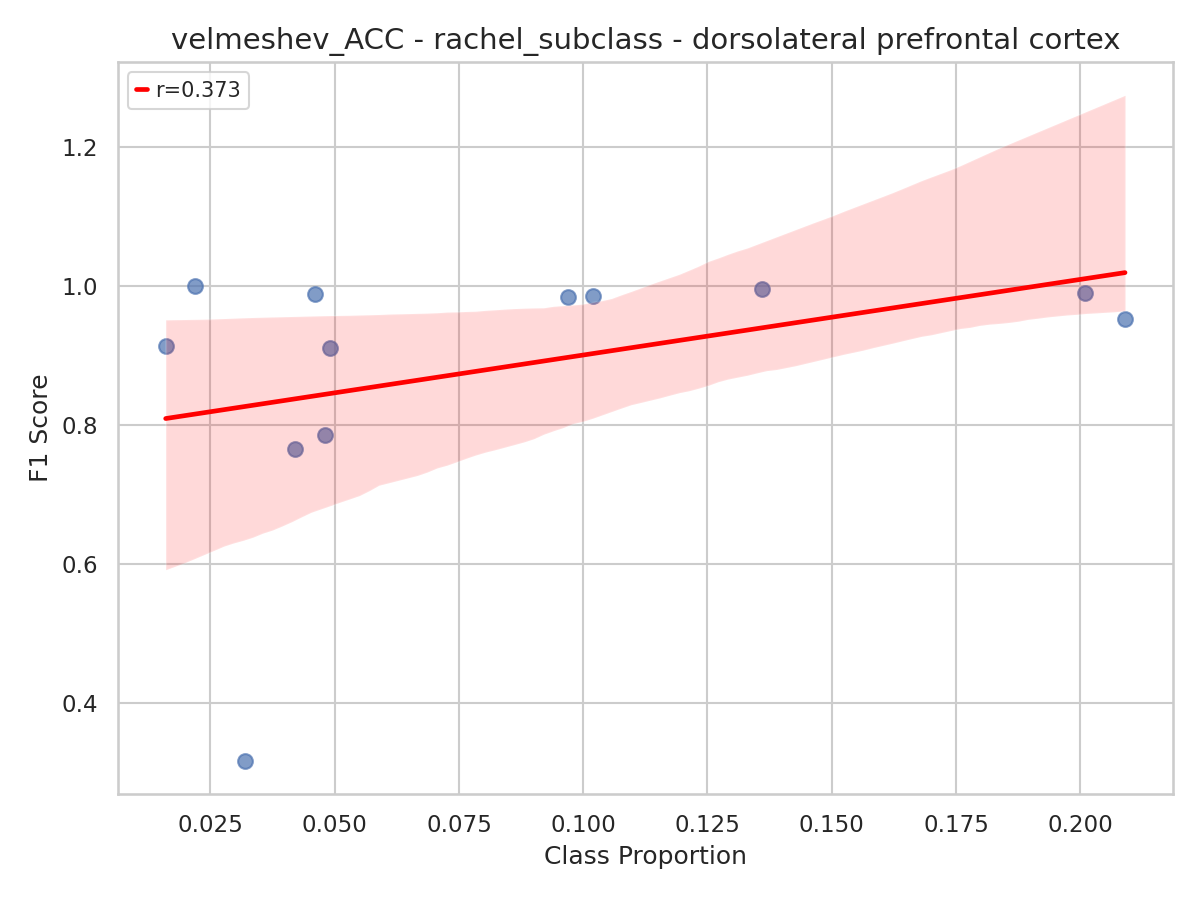 velmeshev_ACC - rachel_subclass - dorsolateral prefrontal cortex
r=0.373
1.2
1.0
0.8
0.6
0.4
F1 Score
0.025 0.050 0.075 0.100 0.125 0.150 0.175 0.200
Class Proportion